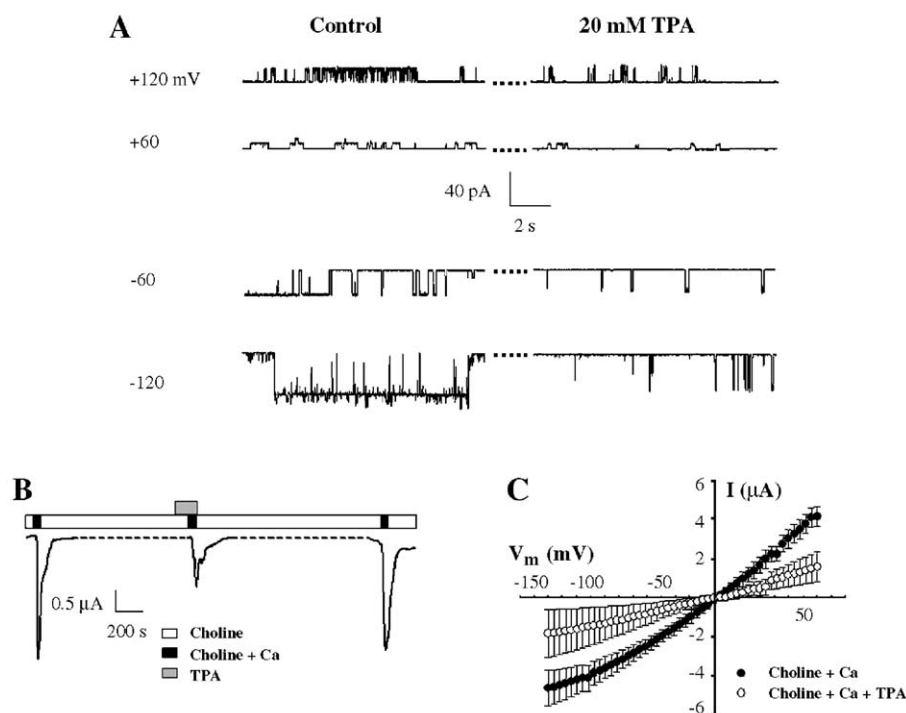 A
Control
20 mM TPA
+120 mV
+60
40 pA
2 s
-60
-120
B
0.5 µA
200 s
Choline
Choline + Ca
TPA
C
I (µA)
Vm (mV)
6
4
2
-2
-4
-6
-150
-100
-50
50
Choline + Ca
Choline + Ca + TPA